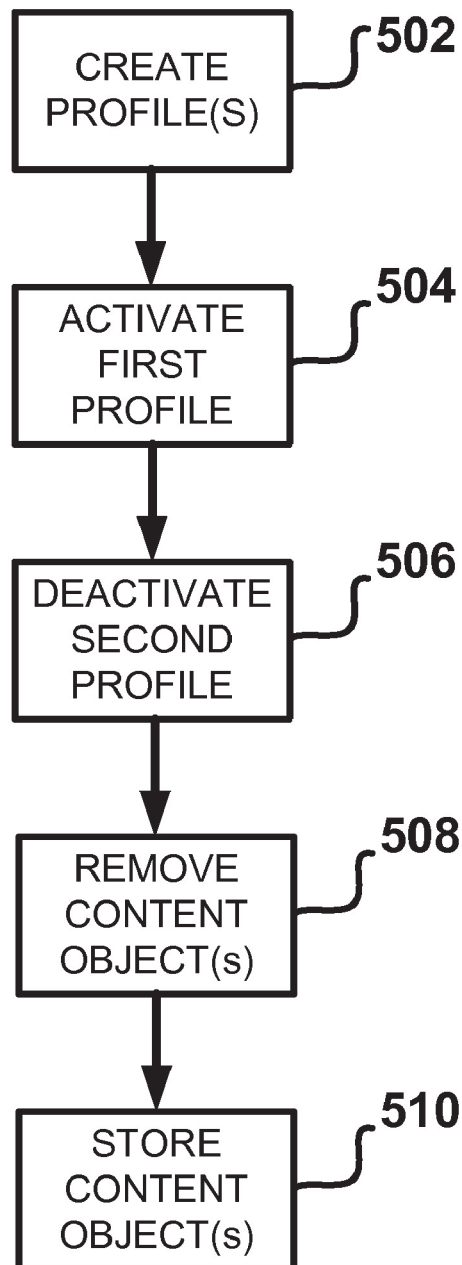 502
CREATE
PROFILE(S)
504
ACTIVATE
FIRST
PROFILE
506
DEACTIVATE
SECOND
PROFILE
508
REMOVE
CONTENT
OBJECT(s)
510
STORE
CONTENT
OBJECT(s)